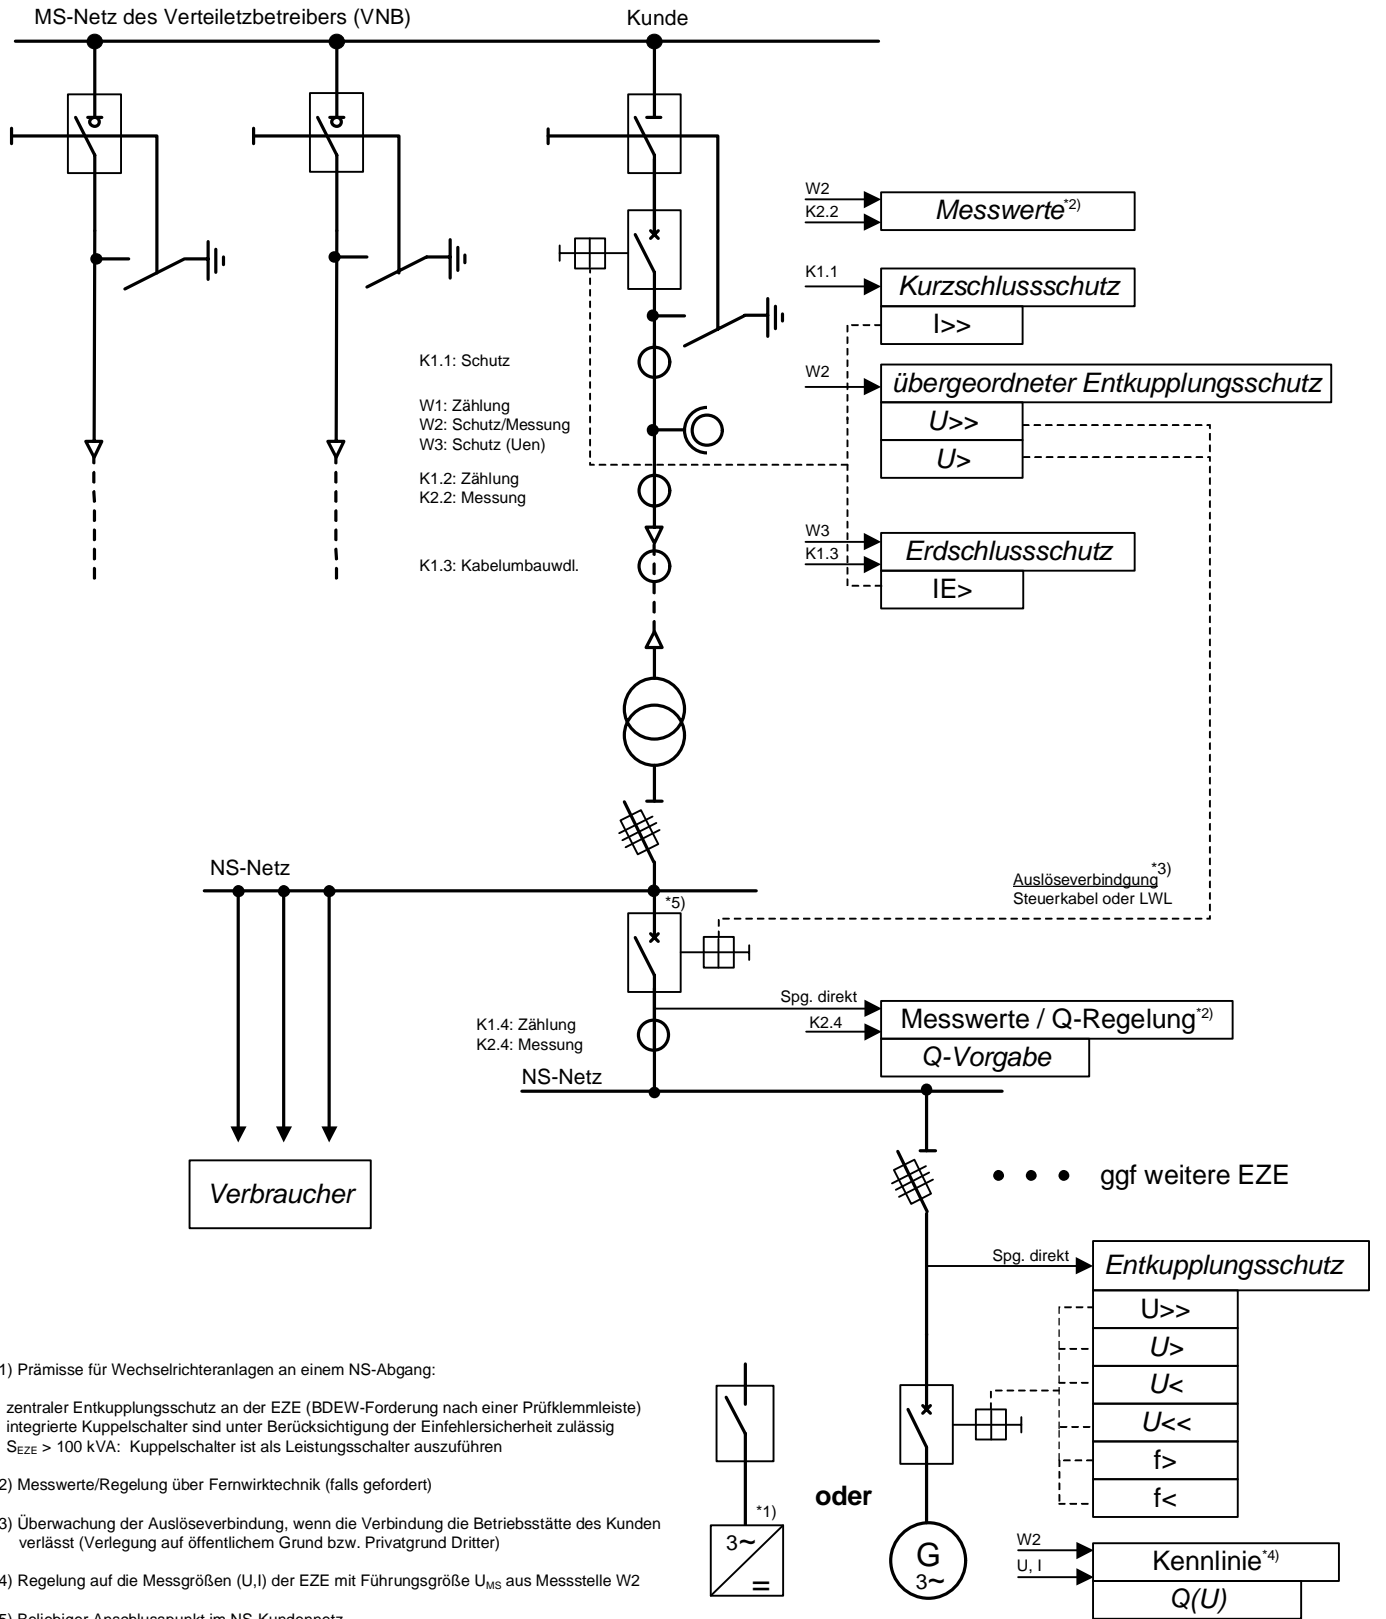 MS-Netz des Verteiletzbetreibers (VNB)
Kunde
W2
K2.2
Messwerte*2)
K1.1
Kurzschlussschutz
I>>
K1.1: Schutz
W2
übergeordneter Entkupplungsschutz
U>>
U>
W1: Zählung
W2: Schutz/Messung
W3: Schutz (Uen)
K1.2: Zählung
K2.2: Messung
W3
K1.3
Erdschlussschutz
IE>
K1.3: Kabelumbauwdl.
NS-Netz
*5)
Auslöseverbindgung*3)
Steuerkabel oder LWL
Spg. direkt
K2.4
Messwerte / Q-Regelung*2)
Q-Vorgabe
K1.4: Zählung
K2.4: Messung
NS-Netz
Verbraucher
• • • ggf weitere EZE
Spg. direkt
Entkupplungsschutz
U>>
U>
U<
U<<
f>
f<
1) Prämisse für Wechselrichteranlagen an einem NS-Abgang:
zentraler Entkupplungsschutz an der EZE (BDEW-Forderung nach einer Prüfklemmleiste)
integrierte Kuppelschalter sind unter Berücksichtigung der Einfehlersicherheit zulässig
SEZE > 100 kVA: Kuppelschalter ist als Leistungsschalter auszuführen
2) Messwerte/Regelung über Fernwirktechnik (falls gefordert)
3) Überwachung der Auslöseverbindung, wenn die Verbindung die Betriebsstätte des Kunden
verlässt (Verlegung auf öffentlichem Grund bzw. Privatgrund Dritter)
4) Regelung auf die Messgrößen (U,I) der EZE mit Führungsgröße UMS aus Messstelle W2
5) Beliebiger Anschlusspunkt im NS-Kundennetz
*1)
3~
=
oder
G
3~
W2
U, I
Kennlinie*4)
Q(U)